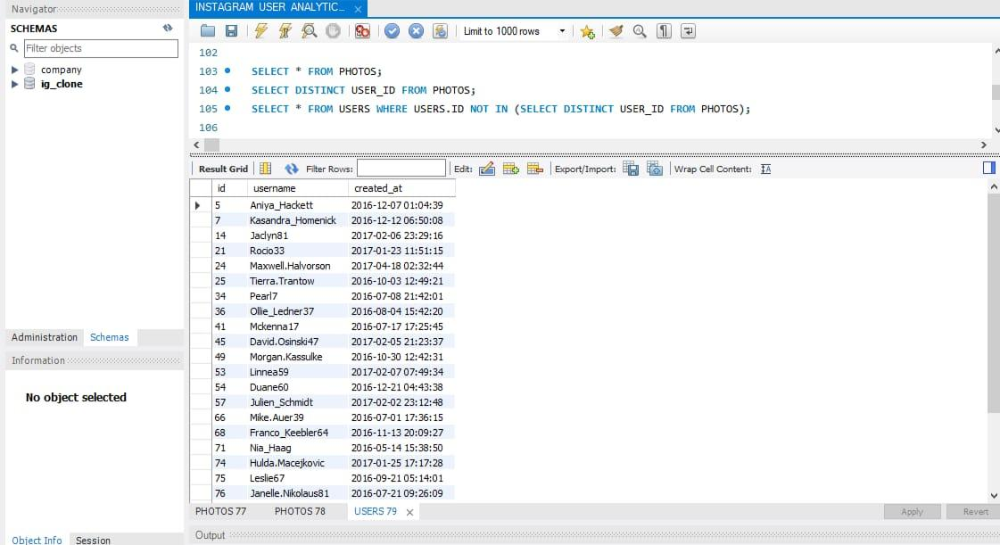 Navigator
INSTAGRAM USER ANALYTIC...
SCHEMAS
Filter objects
company
ig_clone
Limit to 1000 rows
102
103 SELECT * FROM PHOTOS;
104 SELECT DISTINCT USER_ID FROM PHOTOS;
105 SELECT * FROM USERS WHERE USERS.ID NOT IN (SELECT DISTINCT USER_ID FROM PHOTOS);
106
Result Grid Filter Rows: Edit: Export/Import: Wrap Cell Content: IA
id username created_at
5 Aniya_Hackett 2016-12-07 01:04:39
7 Kasandra_Homenick 2016-12-12 06:50:08
14 Jaclyn81 2017-02-06 23:29:16
21 Rocio33 2017-01-23 11:51:15
24 Maxwell.Halvorson 2017-04-18 02:32:44
25 Tierra.Trantow 2016-10-03 12:49:21
34 Pearl7 2016-07-08 21:42:01
36 Ollie_Ledner37 2016-08-04 15:42:20
41 Mckenna17 2016-07-17 17:25:45
45 David.Osinski47 2017-02-05 21:23:37
49 Morgan.Kassulke 2016-10-30 12:42:31
53 Linnea59 2017-02-07 07:49:34
54 Duane60 2016-12-21 04:43:38
57 Julien_Schmidt 2017-02-02 23:12:48
66 Mike.Auer39 2016-07-01 17:36:15
68 Franco_Keebler64 2016-11-13 20:09:27
71 Nia_Haag 2016-05-14 15:38:50
74 Hulda.Macejkovic 2017-01-25 17:17:28
75 Leslie67 2016-09-21 05:14:01
76 Janelle.Nikolaus81 2016-07-21 09:26:09
Administration Schemas
Information
No object selected
PHOTOS 77 PHOTOS 78 USERS 79 Apply Revert
Output
Object Info Session